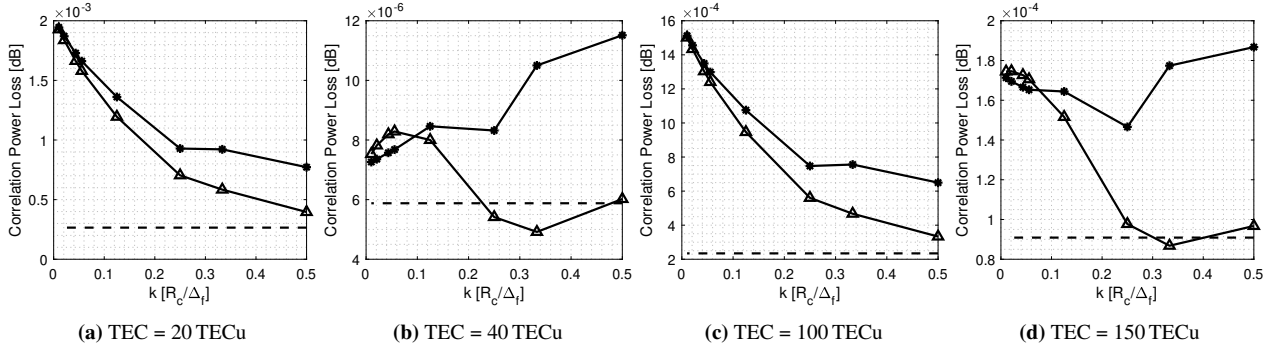 ×10⁻³
Correlation Power Loss [dB]
2
1.5
1
0.5
0
0 0.1 0.2 0.3 0.4 0.5
k [R_c/Δ_f]
(a) TEC = 20 TECu
×10⁻⁶
Correlation Power Loss [dB]
12
10
8
6
4
0 0.1 0.2 0.3 0.4 0.5
k [R_c/Δ_f]
(b) TEC = 40 TECu
×10⁻⁴
Correlation Power Loss [dB]
16
14
12
10
8
6
4
2
0 0.1 0.2 0.3 0.4 0.5
k [R_c/Δ_f]
(c) TEC = 100 TECu
×10⁻⁴
Correlation Power Loss [dB]
2
1.8
1.6
1.4
1.2
1
0.8
0 0.1 0.2 0.3 0.4 0.5
k [R_c/Δ_f]
(d) TEC = 150 TECu